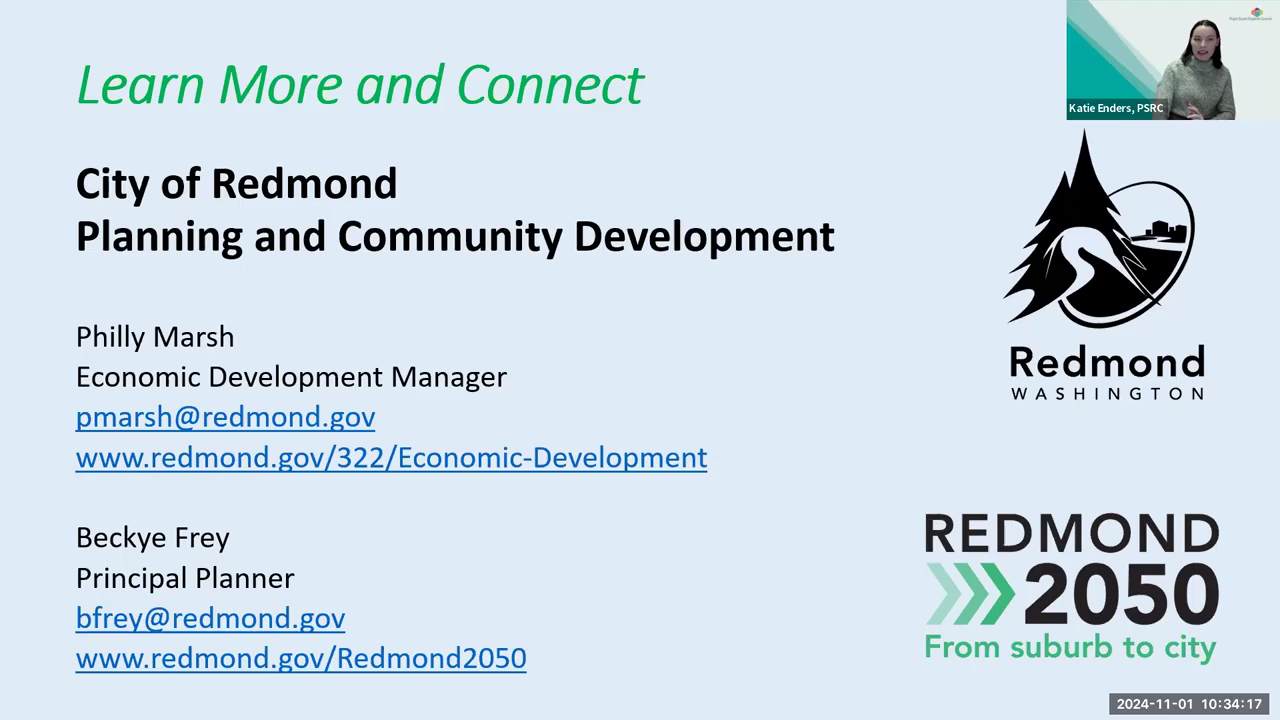 Learn More and Connect
City of Redmond
Planning and Community Development
Philly Marsh
Economic Development Manager
pmarsh@redmond.gov
www.redmond.gov/322/Economic-Development
Beckye Frey
Principal Planner
bfrey@redmond.gov
www.redmond.gov/Redmond2050
Katie Enders, PSRC
Redmond
WASHINGTON
REDMOND
2050
From suburb to city
2024-11-01 10:34:17